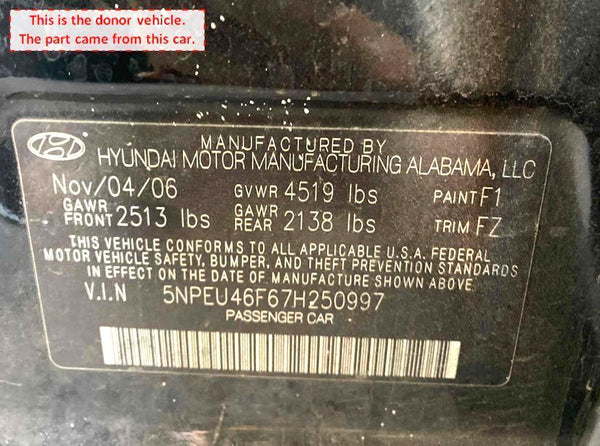 This is the donor vehicle.
The part came from this car.
MANUFACTURED BY
HYUNDAI MOTOR MANUFACTURING ALABAMA, LLC
Nov/04/06 GVWR 4519 lbs PAINT F1
GAWR FRONT 2513 lbs GAWR REAR 2138 lbs TRIM FZ
THIS VEHICLE CONFORMS TO ALL APPLICABLE U.S.A. FEDERAL
MOTOR VEHICLE SAFETY, BUMPER, AND THEFT PREVENTION STANDARDS
IN EFFECT ON THE DATE OF MANUFACTURE SHOWN ABOVE.
V.I.N 5NPEU46F67H250997
PASSENGER CAR